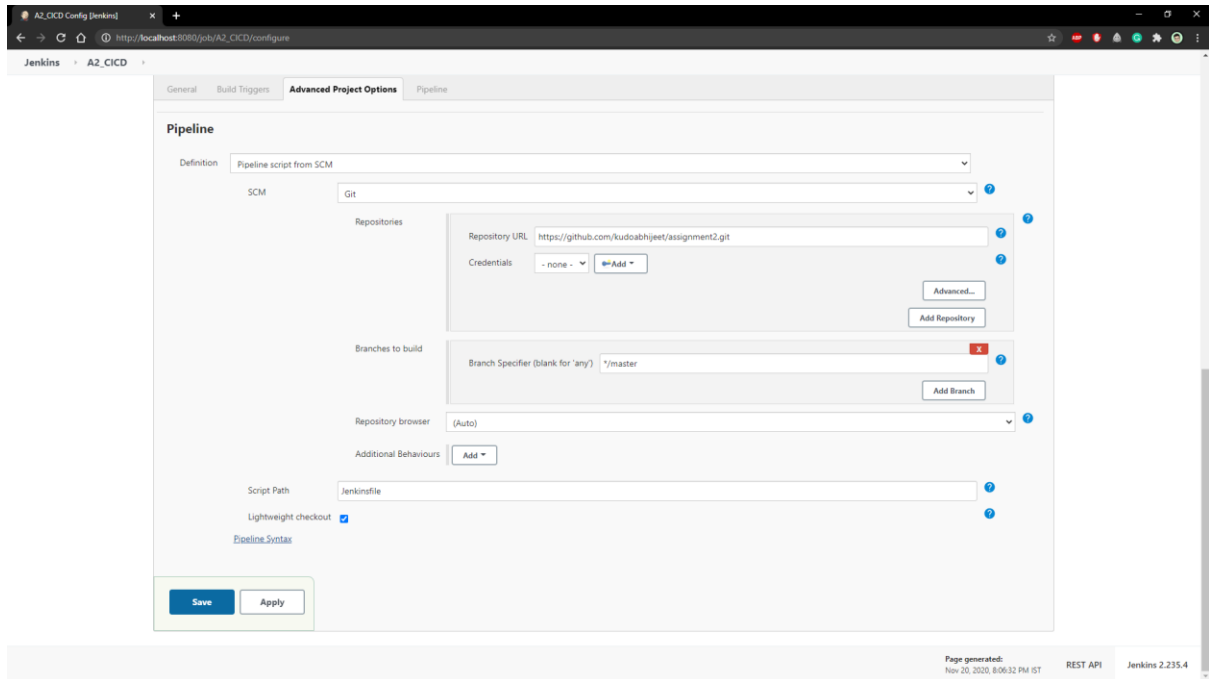 A2_CICD Config [Jenkins]
http://localhost:8080/job/A2_CICD/configure
Jenkins A2_CICD
General Build Triggers Advanced Project Options Pipeline
Pipeline
Definition Pipeline script from SCM
SCM Git
Repositories
Repository URL https://github.com/kudoabhijeet/assignment2.git
Credentials - none - Add
Advanced...
Add Repository
Branches to build
X
Branch Specifier (blank for 'any') */master
Add Branch
Repository browser (Auto)
Additional Behaviours Add
Script Path Jenkinsfile
Lightweight checkout
Pipeline Syntax
Save Apply
Page generated:
Nov 20, 2020, 8:06:32 PM IST REST API Jenkins 2.235.4